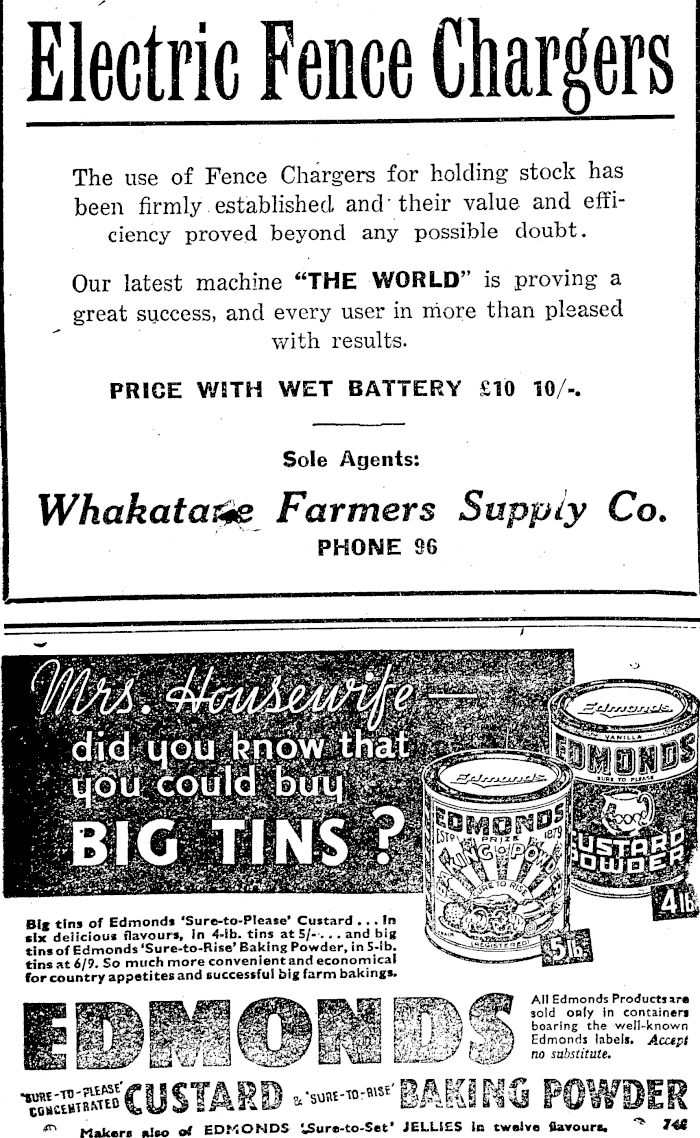 Electric Fence Chargers
The use of Fence Chargers for holding stock has
been firmly established and their value and effi-
ciency proved beyond any possible doubt.
Our latest machine “THE WORLD” is proving a
great success, and every user in more than pleased
with results.
PRICE WITH WET BATTERY £10 10/-.
Sole Agents:
Whakatane Farmers Supply Co.
PHONE 96
Mrs. Housewife —
did you know that
you could buy
BIG TINS ?
Edmonds
VANILLA
EDMONDS
SURE TO PLEASE
CUSTARD
POWDER
4lb.
Edmonds
EDMONDS
ESTD PRIZE 1879
SURE TO RISE
(REGISTERED)
5lb.
Big tins of Edmonds ‘Sure-to-Please’ Custard . . . in
six delicious flavours, in 4-lb. tins at 5/- . . . and big
tins of Edmonds ‘Sure-to-Rise’ Baking Powder, in 5-lb.
tins at 6/9. So much more convenient and economical
for country appetites and successful big farm bakings.
EDMONDS
All Edmonds Products are
sold only in containers
bearing the well-known
Edmonds labels. Accept
no substitute.
‘SURE-TO-PLEASE’ CONCENTRATED CUSTARD & ‘SURE-TO-RISE’ BAKING POWDER
Makers also of EDMONDS ‘Sure-to-Set’ JELLIES in twelve flavours.